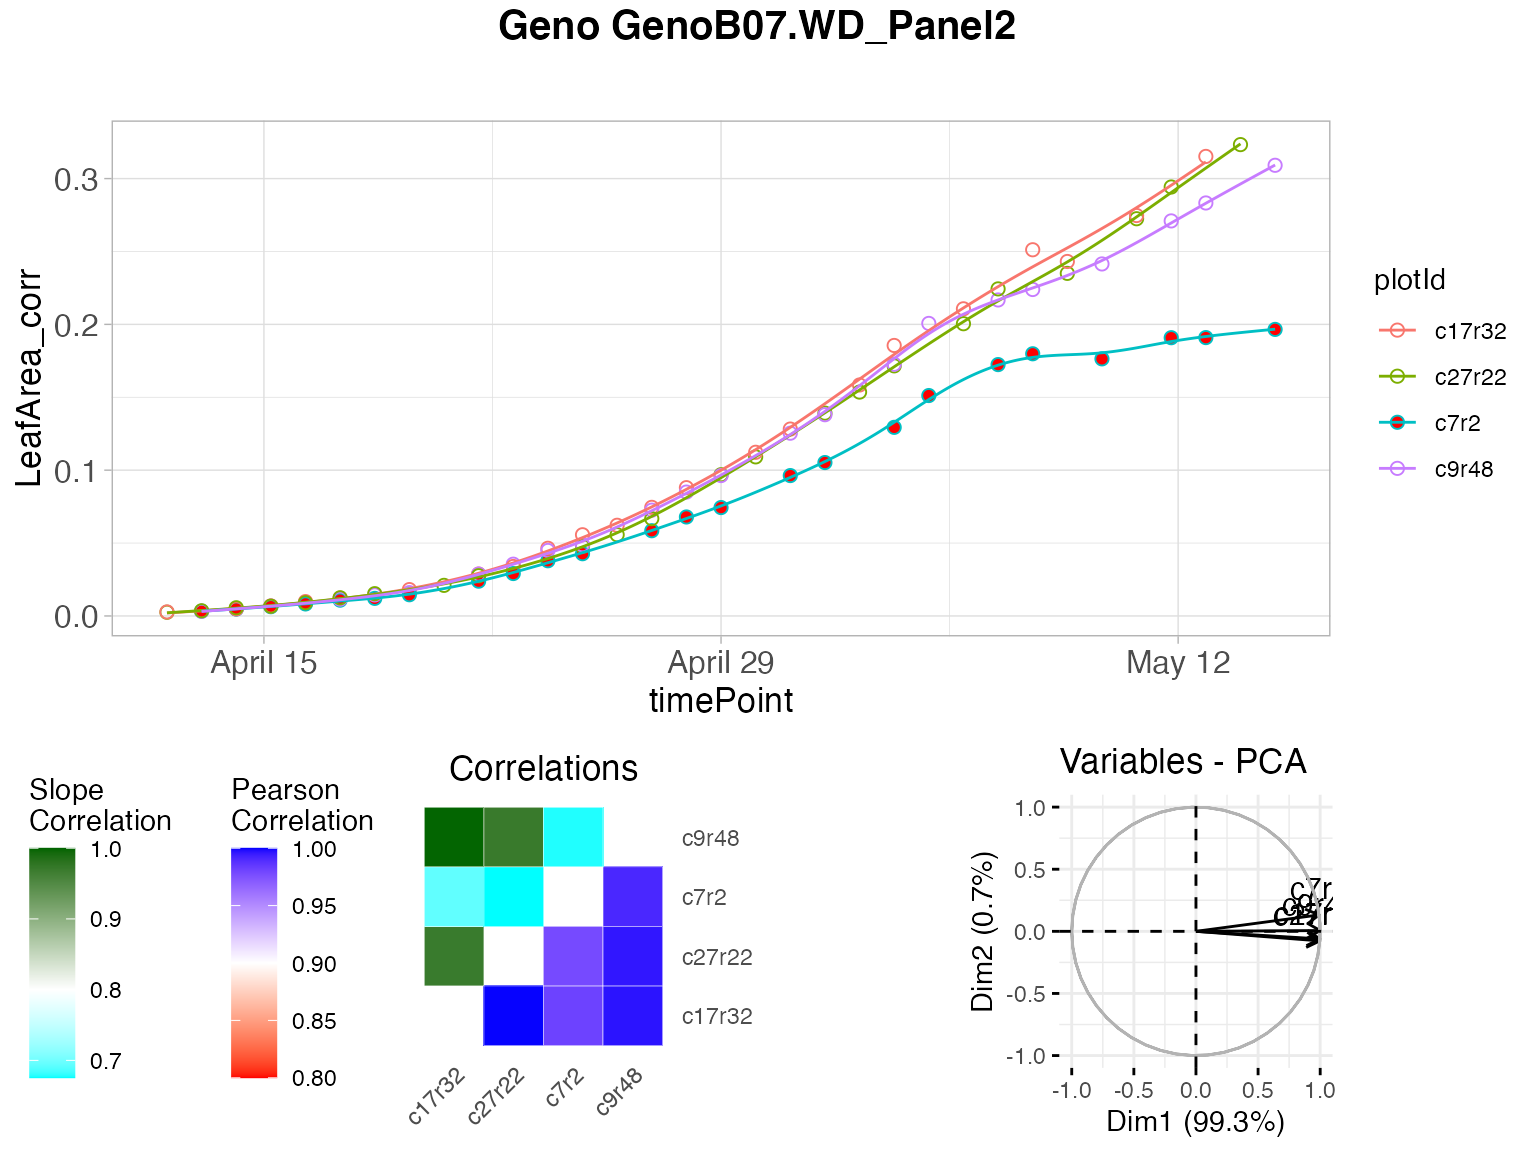 Geno GenoB07.WD_Panel2
LeafArea_corr
0.3
0.2
0.1
0.0
April 15
April 29
May 12
timePoint
plotId
c17r32
c27r22
c7r2
c9r48
Slope
Correlation
1.0
0.9
0.8
0.7
Pearson
Correlation
1.00
0.95
0.90
0.85
0.80
Correlations
c9r48
c7r2
c27r22
c17r32
c17r32
c27r22
c7r2
c9r48
Variables - PCA
Dim2 (0.7%)
1.0
0.5
0.0
-0.5
-1.0
c7r
-1.0
-0.5
0.0
0.5
1.0
Dim1 (99.3%)